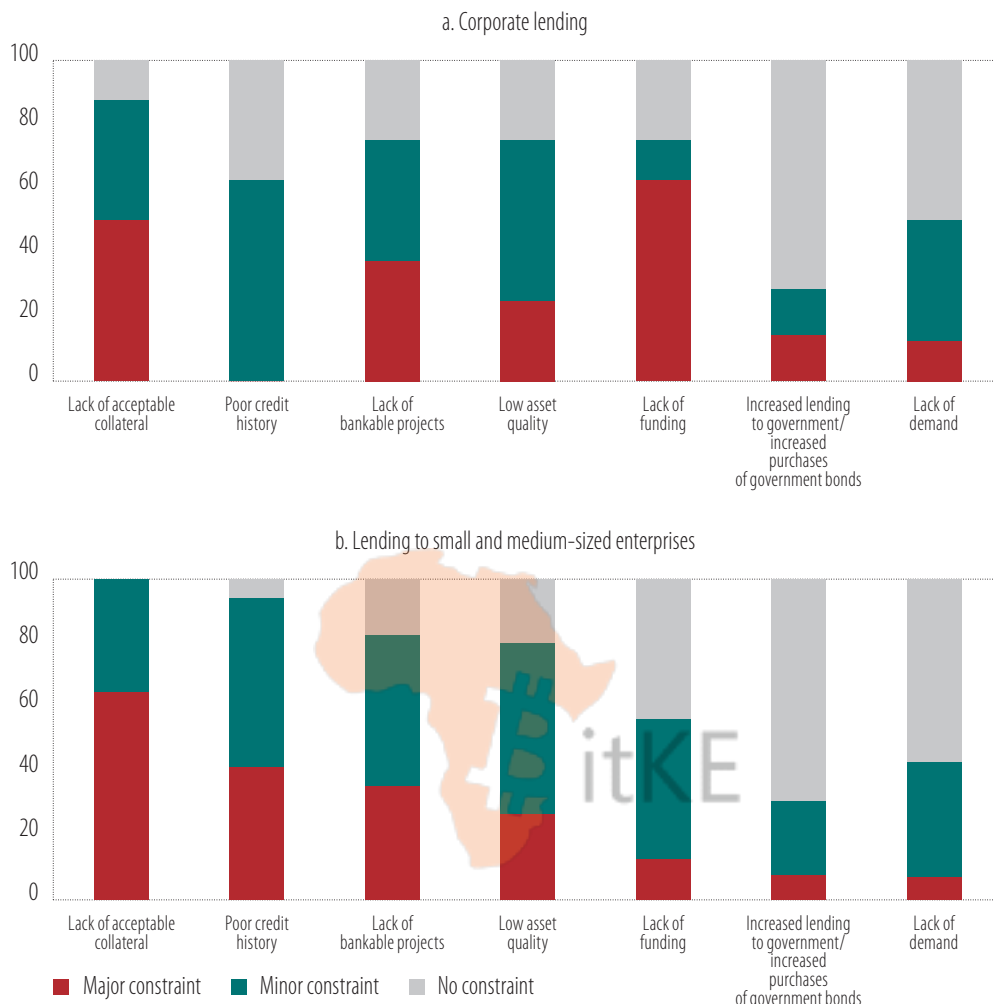 a. Corporate lending
100
80
60
40
20
0
Lack of acceptable
collateral
Poor credit
history
Lack of
bankable projects
Low asset
quality
Lack of
funding
Increased lending
to government/
increased
purchases
of government bonds
Lack of
demand
b. Lending to small and medium-sized enterprises
100
80
60
40
20
0
itKE
Lack of acceptable
collateral
Poor credit
history
Lack of
bankable projects
Low asset
quality
Lack of
funding
Increased lending
to government/
increased
purchases
of government bonds
Lack of
demand
Major constraint
Minor constraint
No constraint